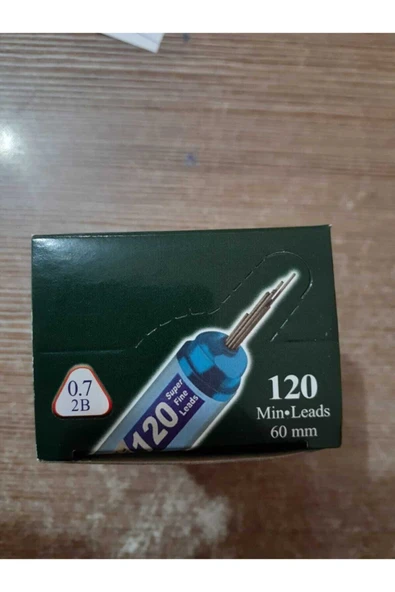 0.7
2B
120
Super
Fine
Leads
120
Min•Leads
60 mm